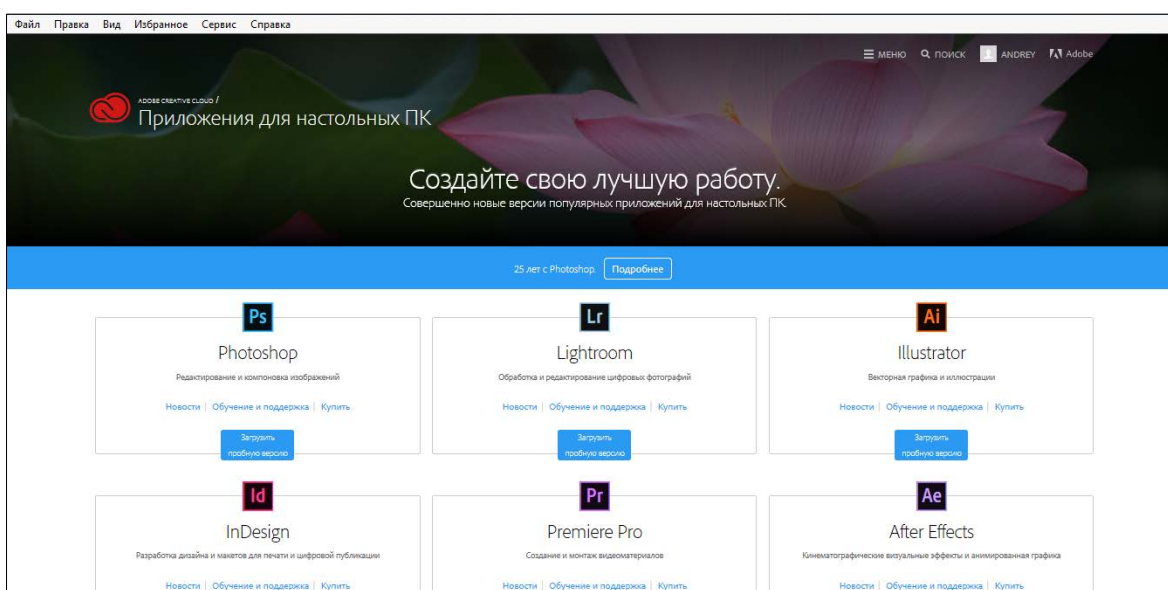 Файл Правка Вид Избранное Сервис Справка
МЕНЮ ПОИСК ANDREY Adobe
ADOBE CREATIVE CLOUD /
Приложения для настольных ПК
Создайте свою лучшую работу.
Совершенно новые версии популярных приложений для настольных ПК.
25 лет с Photoshop. Подробнее
Ps Lr Ai
Photoshop Lightroom Illustrator
Редактирование и компоновка изображений Обработка и редактирование цифровых фотографий Векторная графика и иллюстрации
Новости | Обучение и поддержка | Купить Новости | Обучение и поддержка | Купить Новости | Обучение и поддержка | Купить
Загрузить Загрузить Загрузить
пробную версию пробную версию пробную версию
Id Pr Ae
InDesign Premiere Pro After Effects
Разработка дизайна и макетов для печати и цифровой публикации Создание и монтаж видеоматериалов Кинематографические визуальные эффекты и анимированная графика
Новости | Обучение и поддержка | Купить Новости | Обучение и поддержка | Купить Новости | Обучение и поддержка | Купить